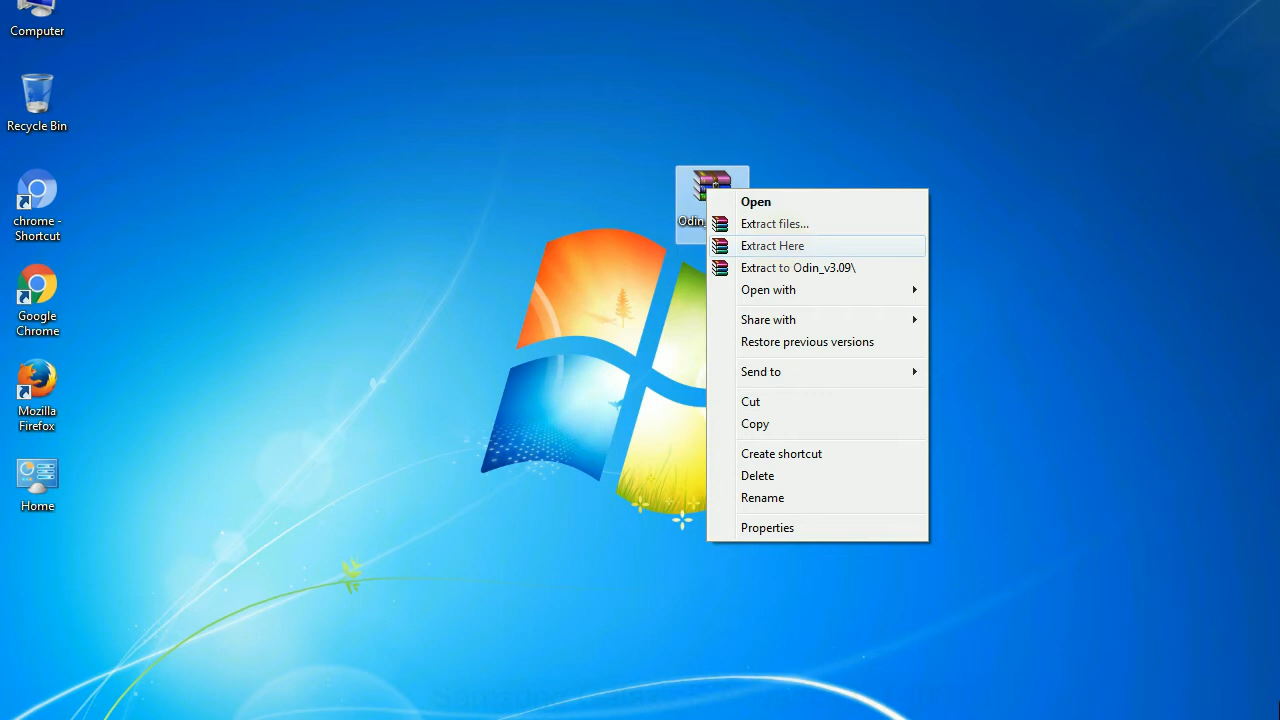 Computer
Recycle Bin
chrome -
Shortcut
Google
Chrome
Mozilla
Firefox
Home
Open
Extract files...
Extract Here
Extract to Odin_v3.09\
Open with
Share with
Restore previous versions
Send to
Cut
Copy
Create shortcut
Delete
Rename
Properties